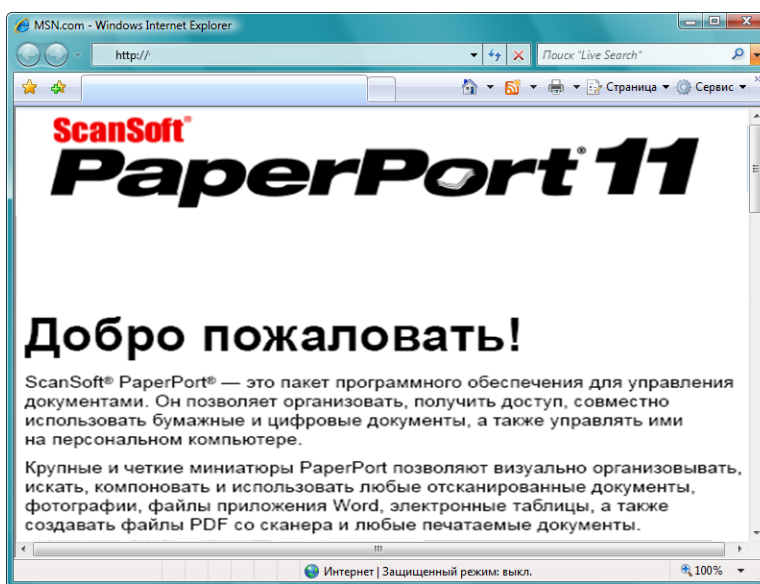 MSN.com - Windows Internet Explorer
http://
Поиск "Live Search"
Страница
Сервис
ScanSoft®
PaperPort® 11
Добро пожаловать!
ScanSoft® PaperPort® — это пакет программного обеспечения для управления
документами. Он позволяет организовать, получить доступ, совместно
использовать бумажные и цифровые документы, а также управлять ими
на персональном компьютере.
Крупные и четкие миниатюры PaperPort позволяют визуально организовывать,
искать, компоновать и использовать любые отсканированные документы,
фотографии, файлы приложения Word, электронные таблицы, а также
создавать файлы PDF со сканера и любые печатаемые документы.
Интернет | Защищенный режим: выкл.
100%